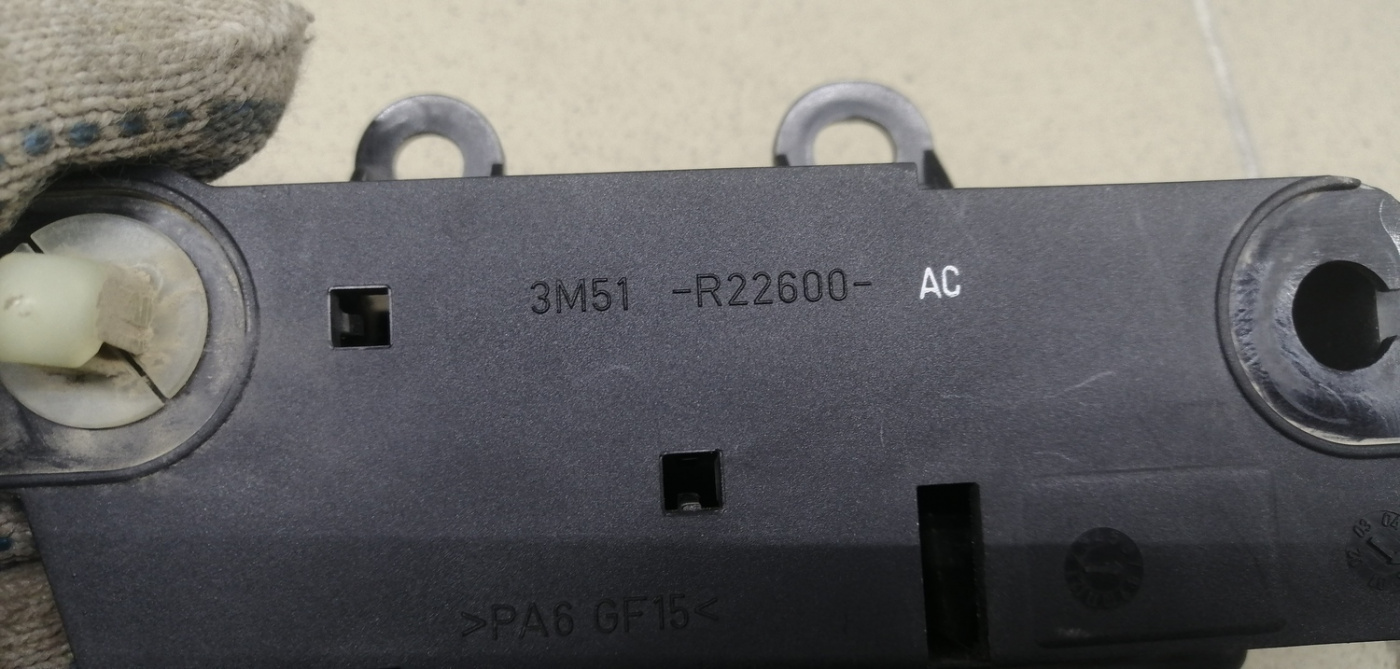 3M51 -R22600- AC
>PA6 GF15<